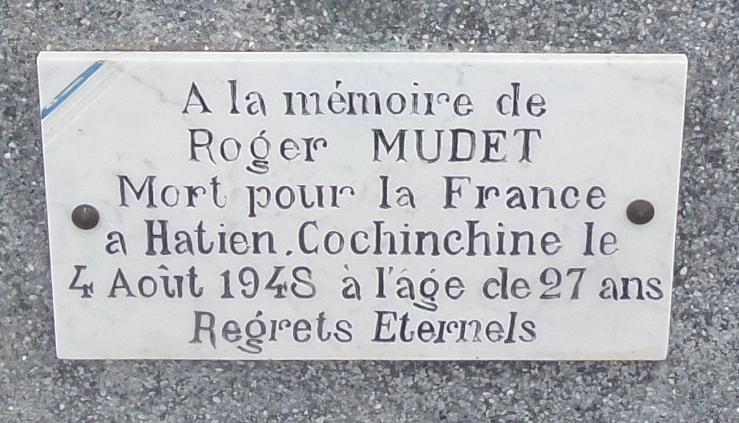 A la mémoire de
Roger MUDET
Mort pour la France
a Hatien, Cochinchine le
4 Août 1948 à l'age de 27 ans
Regrets Eternels